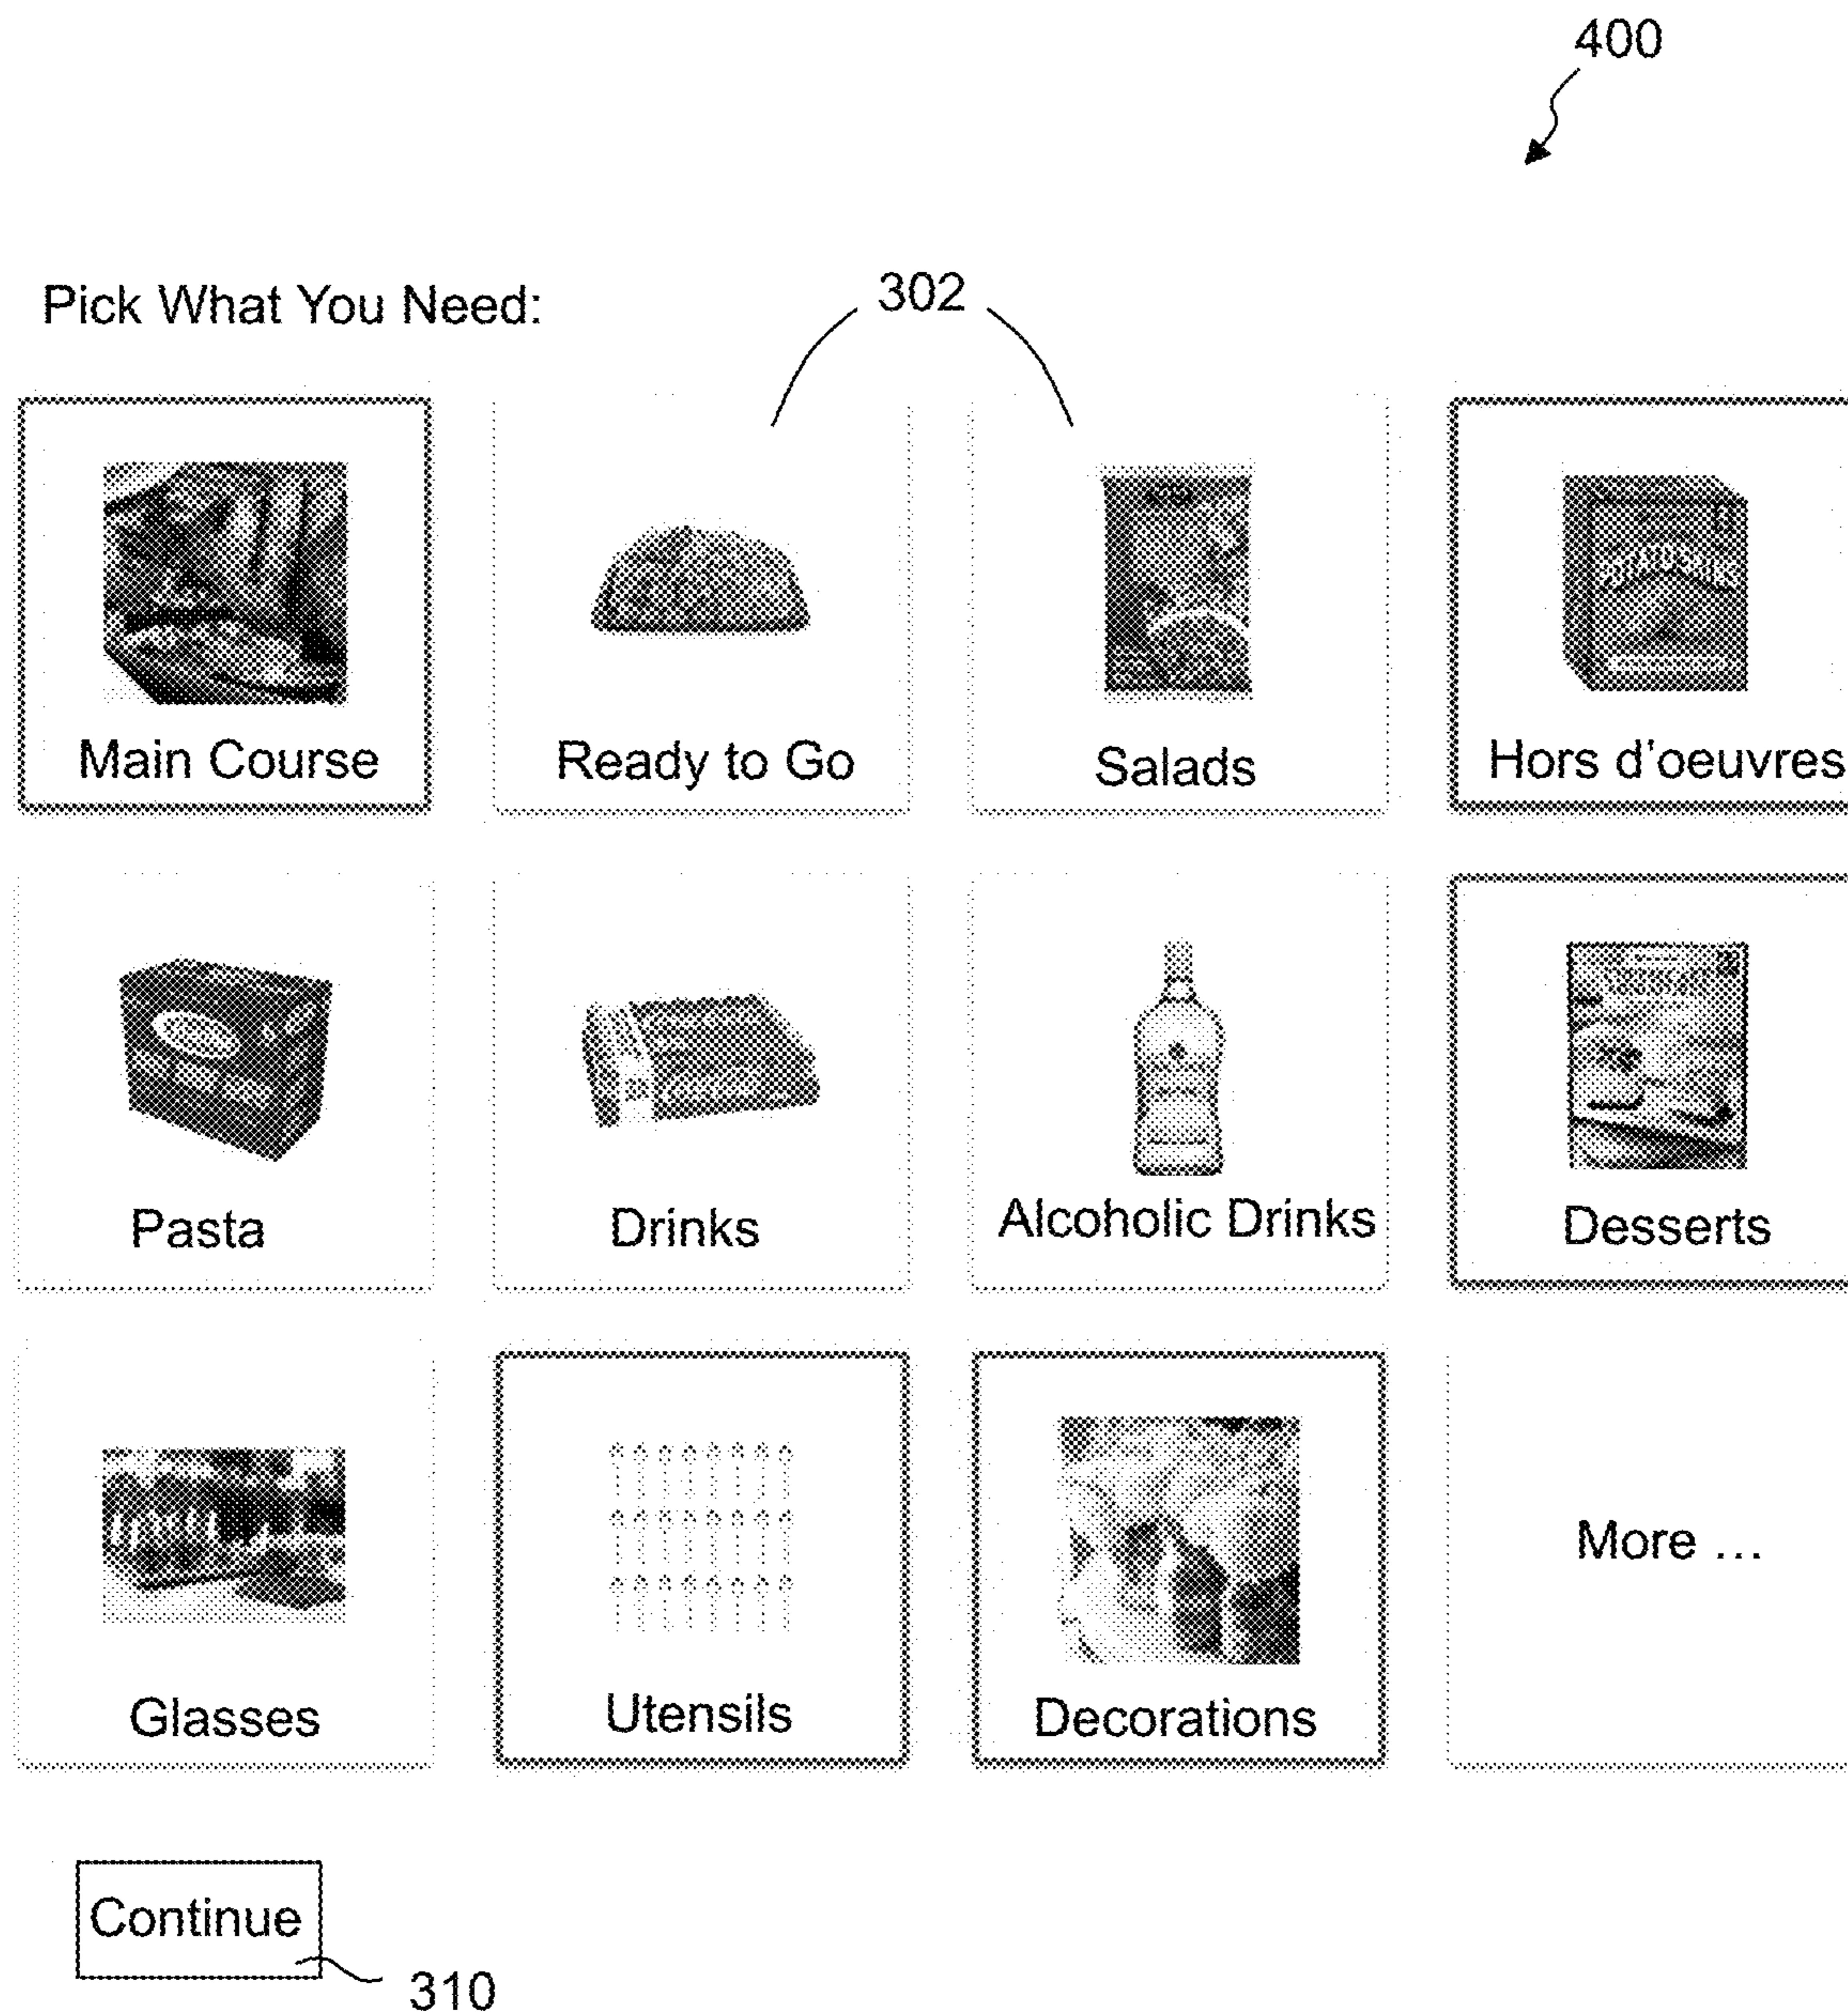 400
Pick What You Need:
302
Main Course
Ready to Go
Salads
Hors d'oeuvres
Pasta
Drinks
Alcoholic Drinks
Desserts
Glasses
Utensils
Decorations
More ...
Continue
310